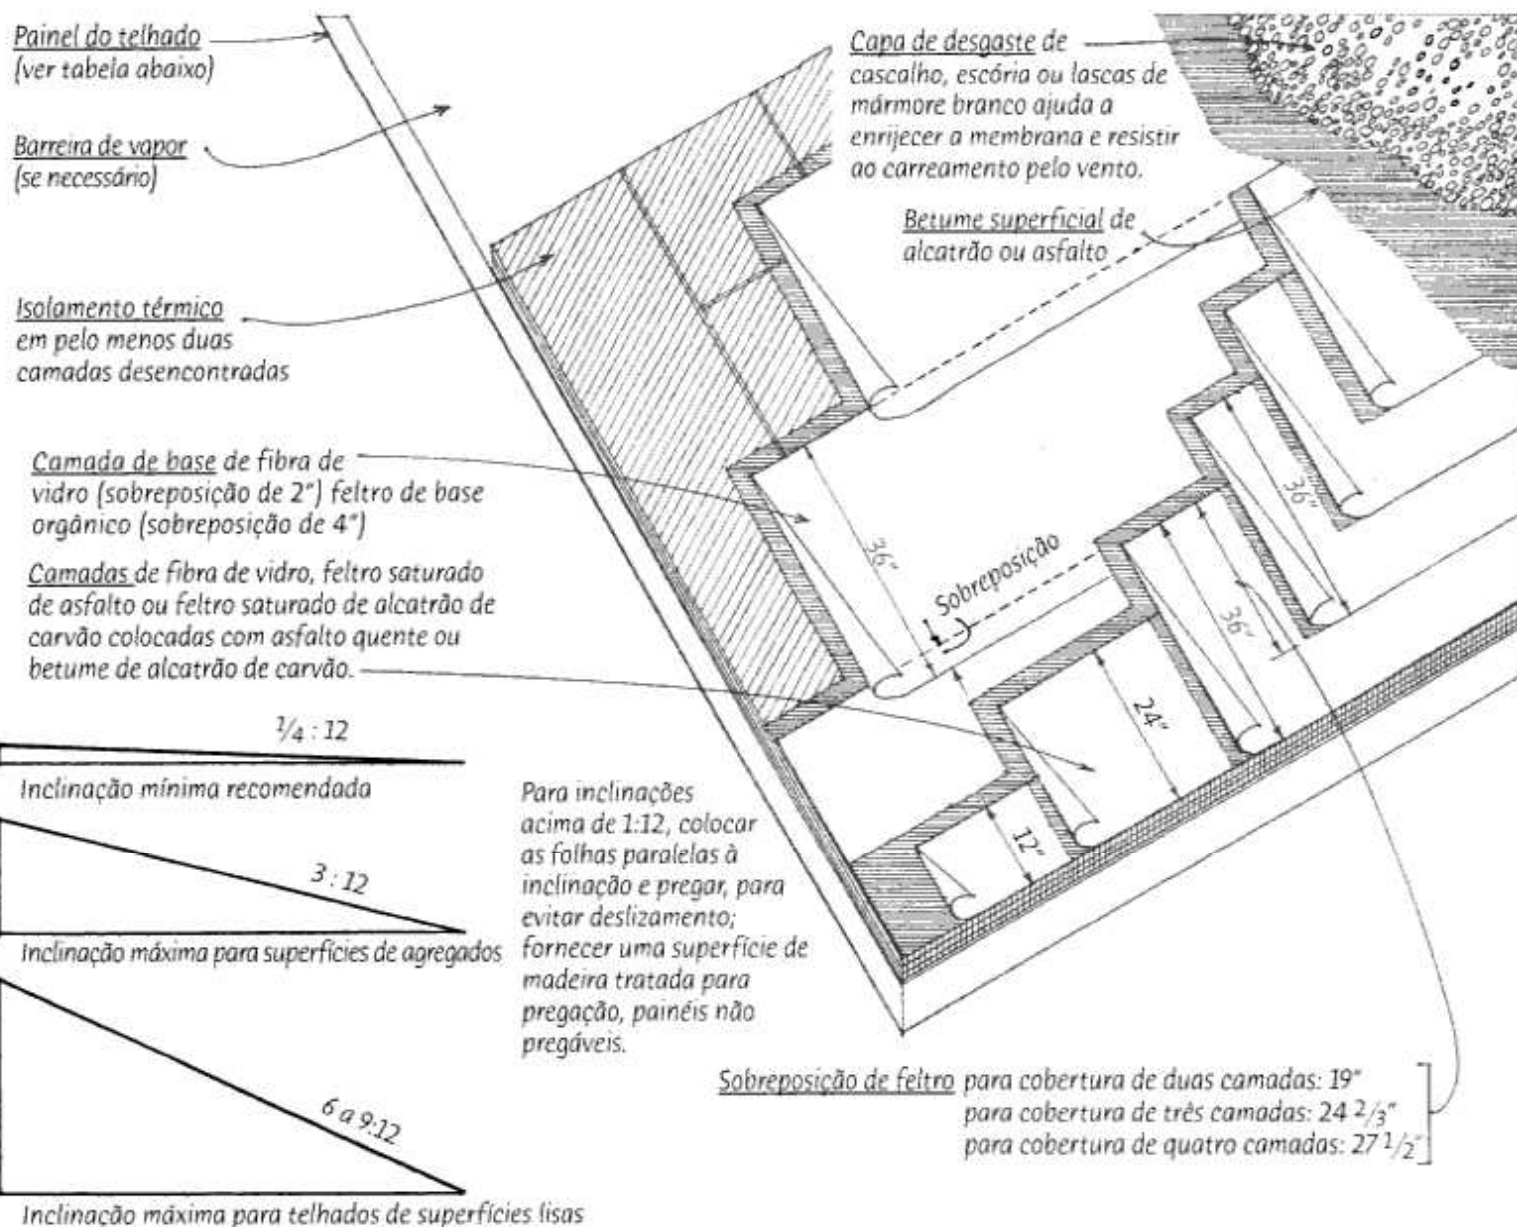 Painel do telhado
(ver tabela abaixo)
Barreira de vapor
(se necessário)
Isolamento térmico
em pelo menos duas
camadas desencontradas
Capa de desgaste de
cascalho, escória ou lascas de
mármore branco ajuda a
enrijecer a membrana e resistir
ao carreamento pelo vento.
Betume superficial de
alcatrão ou asfalto
Camada de base de fibra de
vidro (sobreposição de 2") feltro de base
orgânico (sobreposição de 4")
Camadas de fibra de vidro, feltro saturado
de asfalto ou feltro saturado de alcatrão de
carvão colocadas com asfalto quente ou
betume de alcatrão de carvão.
36"
Sobreposição
36"
36"
24"
12"
1/4 : 12
Inclinação mínima recomendada
3 : 12
Inclinação máxima para superfícies de agregados
6 a 9:12
Inclinação máxima para telhados de superfícies lisas
Para inclinações
acima de 1:12, colocar
as folhas paralelas à
inclinação e pregar, para
evitar deslizamento;
fornecer uma superfície de
madeira tratada para
pregação, painéis não
pregáveis.
Sobreposição de feltro para cobertura de duas camadas: 19"
para cobertura de três camadas: 24 2/3"
para cobertura de quatro camadas: 27 1/2"